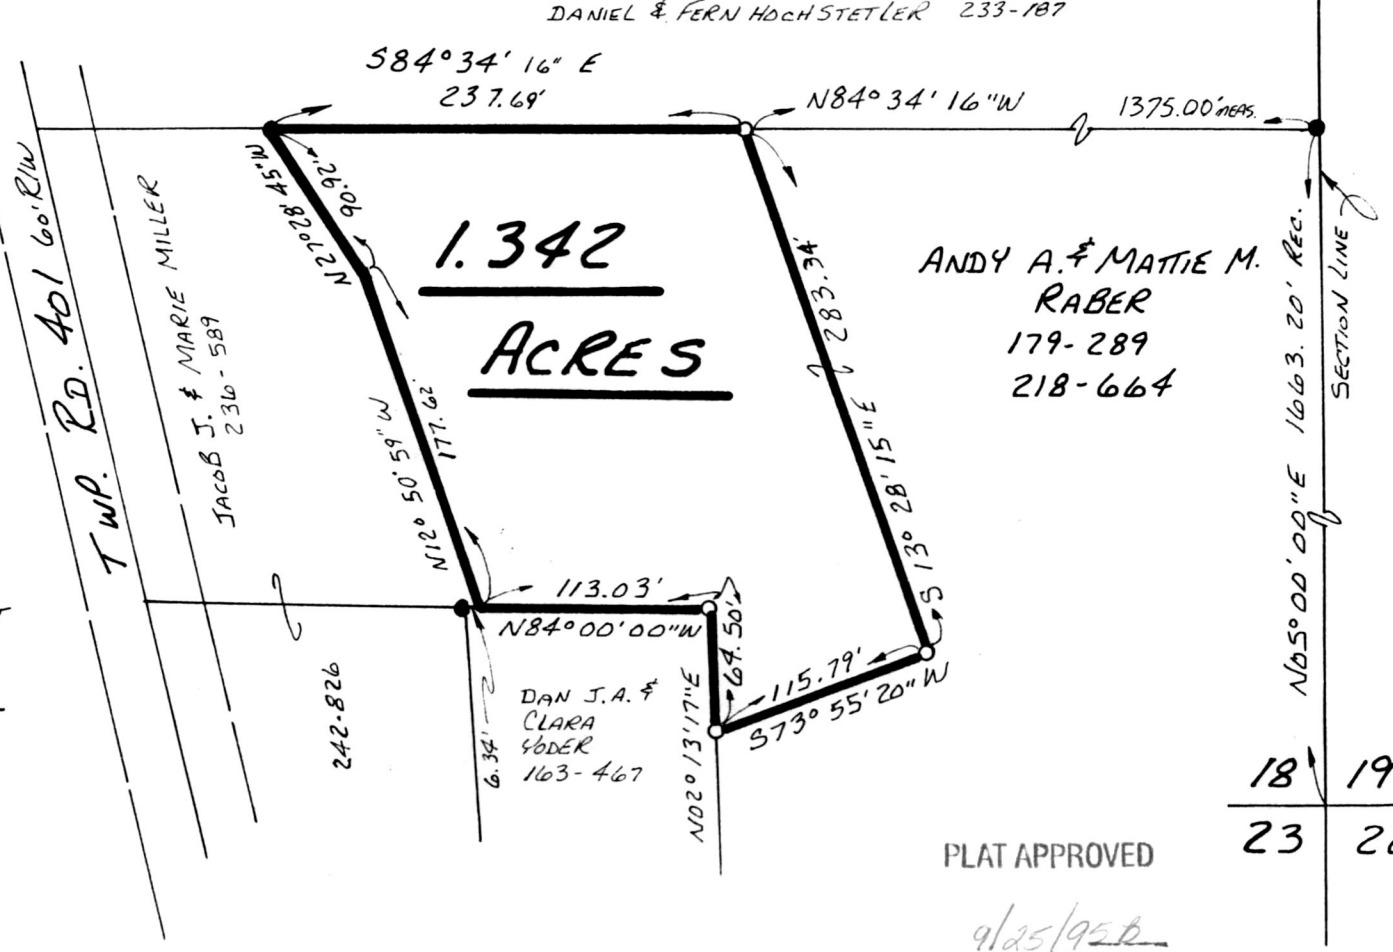 DANIEL & FERN HOCHSTETLER 233-187
S84°34' 16" E
237.69'
N84°34' 16"W
1375.00' MEAS.
N27°28' 45"W
90.92'
1.342
ACRES
S 13° 28' 15" E
283.34'
ANDY A. & MATTIE M.
RABER
179-289
218-664
N05°00'00"E 1663.20' REC.
SECTION LINE
TWP. RD. 401 60' R/W
JACOB J. & MARIE MILLER
236-589
N12° 50' 59" W
177.62'
113.03'
N84°00'00"W
64.50'
N02°13'17"E
115.79'
S73° 55' 20" W
242-826
6.34'
DAN J.A. &
CLARA
YODER
163-467
18 19
23
PLAT APPROVED
9/25/95